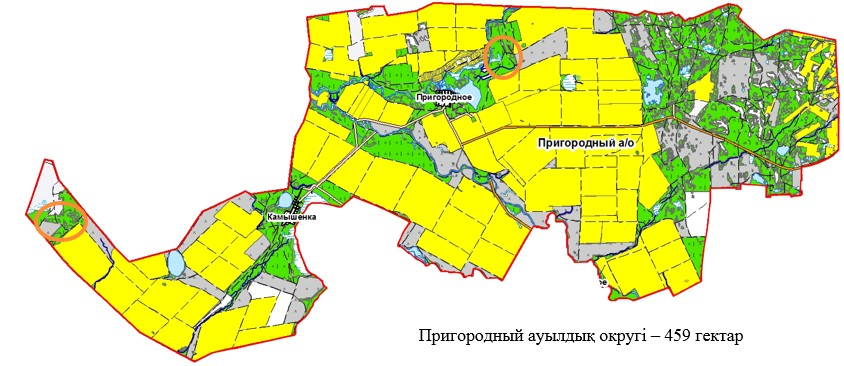 Пригородное
Пригородный а/о
Камышенка
Пригородный ауылдық округі – 459 гектар